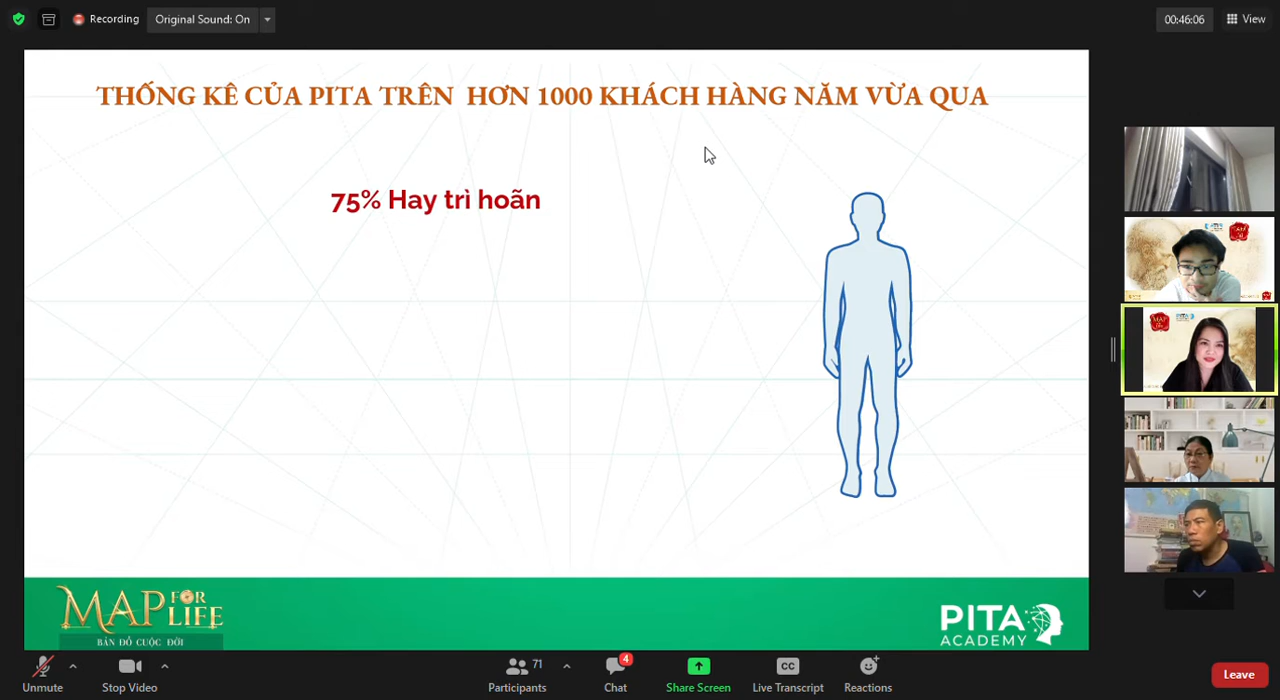 Recording
Original Sound: On
00:46:06
View
THỐNG KÊ CỦA PITA TRÊN HƠN 1000 KHÁCH HÀNG NĂM VỪA QUA
75% Hay trì hoãn
MAP FOR LIFE
BẢN ĐỒ CUỘC ĐỜI
PITA
ACADEMY
Unmute
Stop Video
Participants
71
Chat
4
Share Screen
CC
Live Transcript
Reactions
Leave